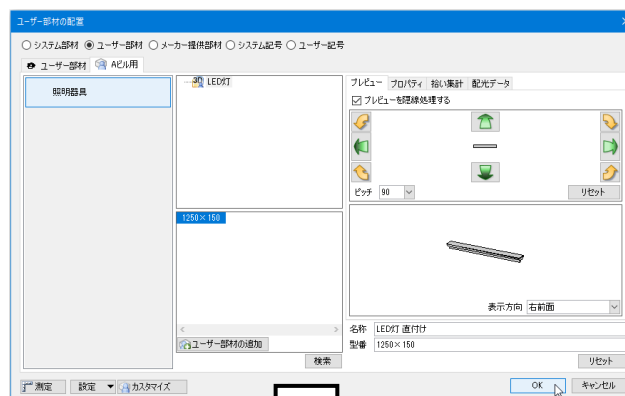 ユーザー部材の配置
システム部材 ユーザー部材 メーカー提供部材 システム記号 ユーザー記号
ユーザー部材 Aビル用
照明器具
LED灯
1250×150
ユーザー部材の追加
検索
プレビュー プロパティ 拾い集計 配光データ
プレビューを隠線処理する
ピッチ 90 リセット
表示方向 右前面
名称 LED灯 直付け
型番 1250×150
リセット
測定 設定 カスタマイズ
OK キャンセル